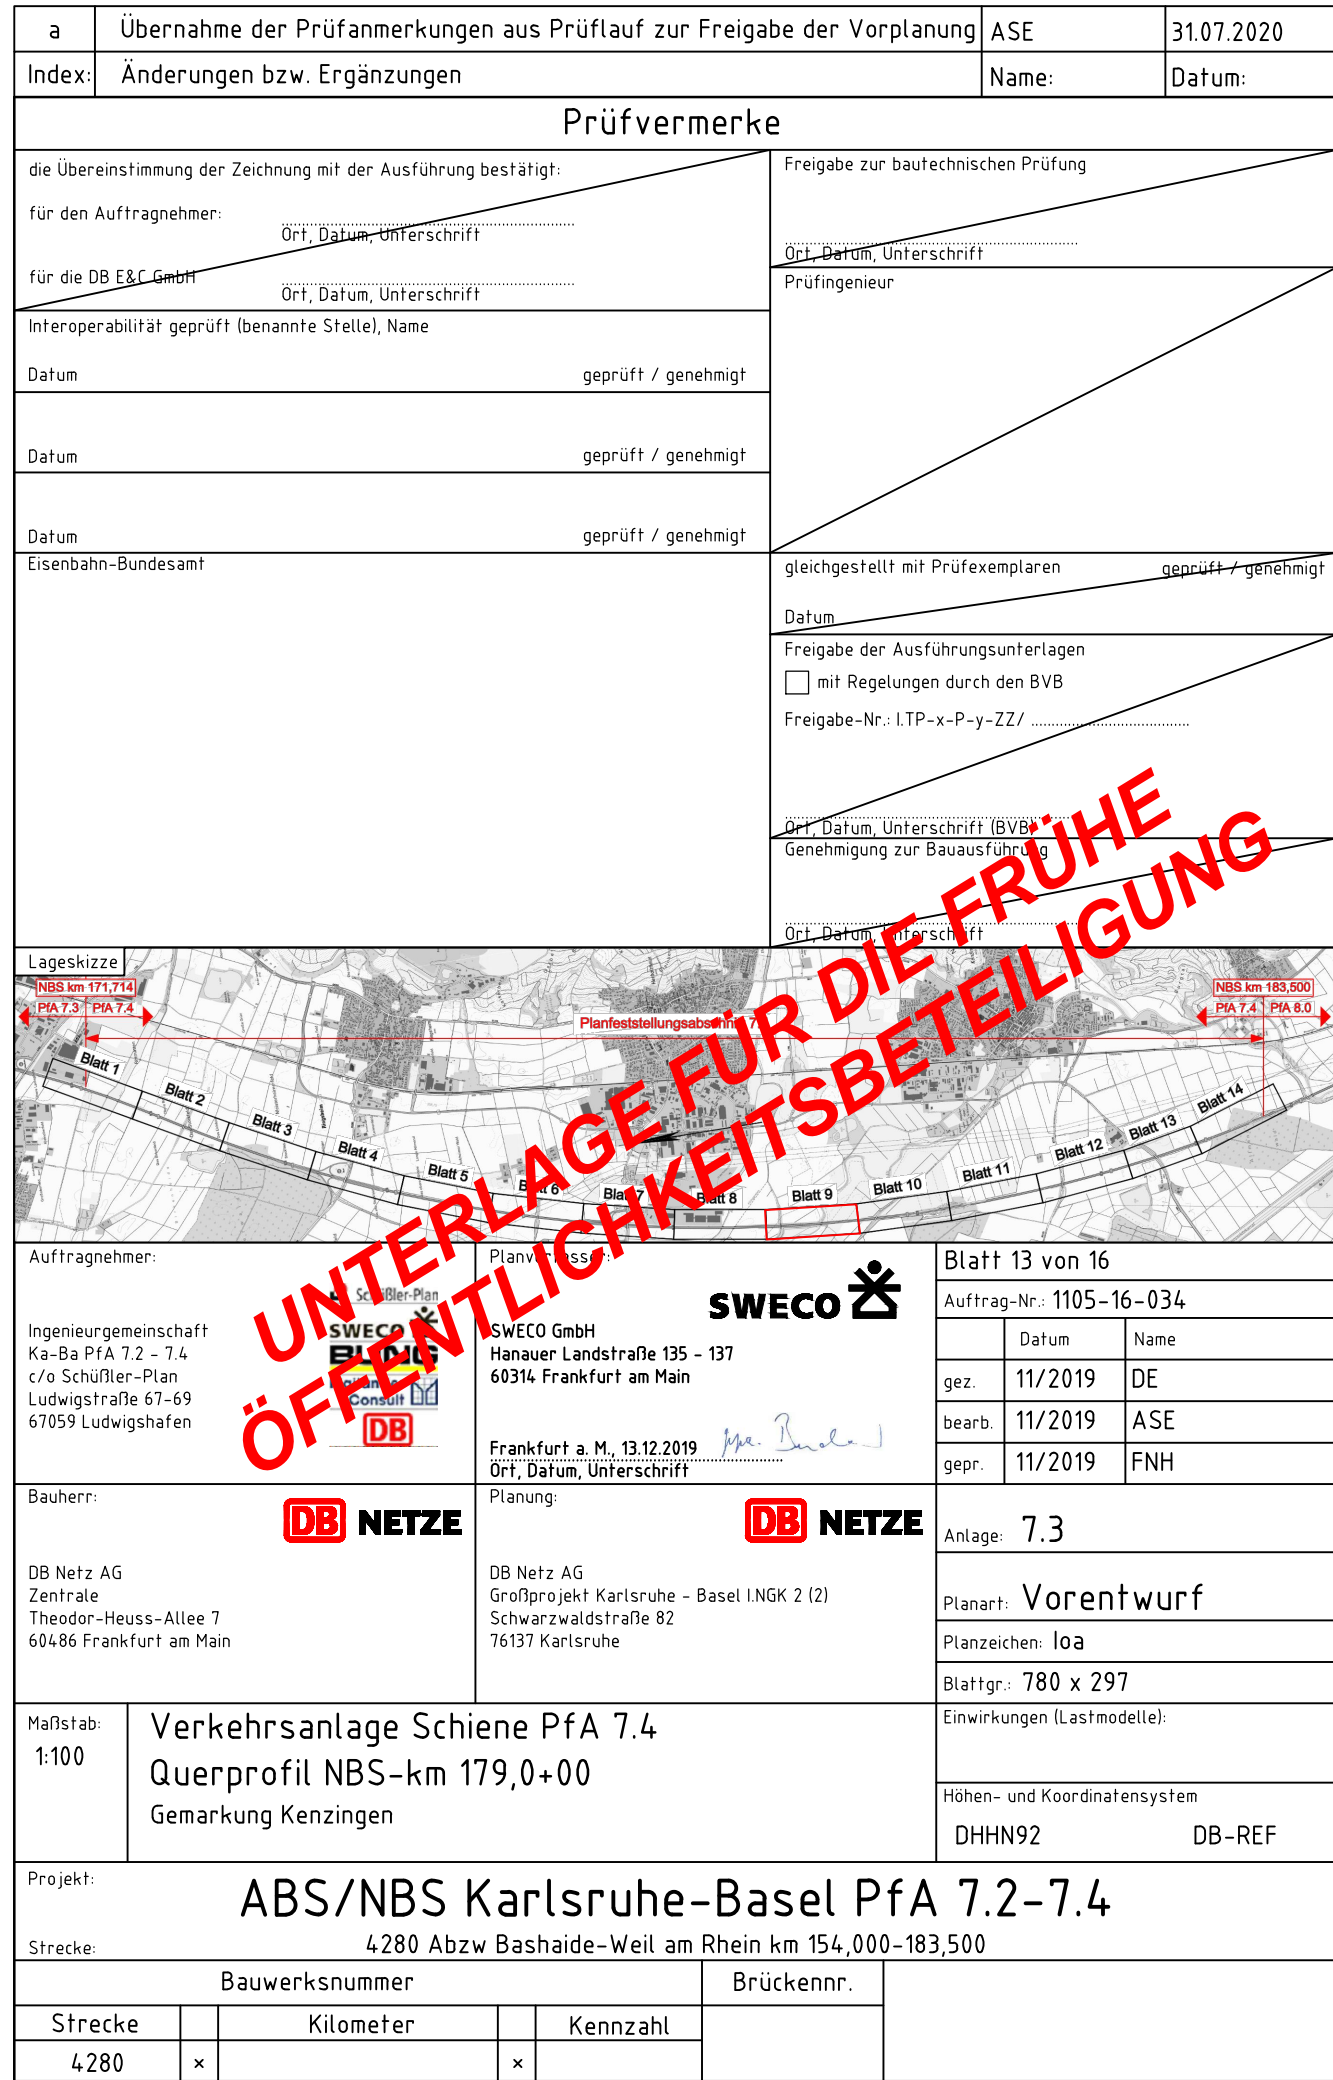 a Übernahme der Prüfanmerkungen aus Prüflauf zur Freigabe der Vorplanung ASE 31.07.2020
Index: Änderungen bzw. Ergänzungen Name: Datum:
Prüfvermerke
die Übereinstimmung der Zeichnung mit der Ausführung bestätigt:
für den Auftragnehmer:
Ort, Datum, Unterschrift
für die DB E&C GmbH
Ort, Datum, Unterschrift
Freigabe zur bautechnischen Prüfung
Ort, Datum, Unterschrift
Prüfingenieur
Interoperabilität geprüft (benannte Stelle), Name
Datum geprüft / genehmigt
Datum geprüft / genehmigt
Datum geprüft / genehmigt
Eisenbahn-Bundesamt
gleichgestellt mit Prüfexemplaren geprüft / genehmigt
Datum
Freigabe der Ausführungsunterlagen
mit Regelungen durch den BVB
Freigabe-Nr.: I.TP-x-P-y-ZZ/
Ort, Datum, Unterschrift (BVB)
Genehmigung zur Bauausführung
Ort, Datum, Unterschrift
UNTERLAGE FÜR DIE FRÜHE
ÖFFENTLICHKEITSBETEILIGUNG
Lageskizze
NBS km 171,714
PfA 7.3 PfA 7.4
Planfeststellungsabschnitt 7
NBS km 183,500
PfA 7.4 PfA 8.0
Blatt 1
Blatt 2
Blatt 3
Blatt 4
Blatt 5
Blatt 6
Blatt 7
Blatt 8
Blatt 9
Blatt 10
Blatt 11
Blatt 12
Blatt 13
Blatt 14
Auftragnehmer:
Ingenieurgemeinschaft
Ka-Ba PfA 7.2 - 7.4
c/o Schüßler-Plan
Ludwigstraße 67-69
67059 Ludwigshafen
Schüßler-Plan
SWECO
BUNG
Consult
DB
Planverfasser:
SWECO
SWECO GmbH
Hanauer Landstraße 135 - 137
60314 Frankfurt am Main
Frankfurt a. M., 13.12.2019
Ort, Datum, Unterschrift
Blatt 13 von 16
Auftrag-Nr.: 1105-16-034
Datum Name
gez. 11/2019 DE
bearb. 11/2019 ASE
gepr. 11/2019 FNH
Bauherr:
DB NETZE
DB Netz AG
Zentrale
Theodor-Heuss-Allee 7
60486 Frankfurt am Main
Planung:
DB NETZE
DB Netz AG
Großprojekt Karlsruhe - Basel I.NGK 2 (2)
Schwarzwaldstraße 82
76137 Karlsruhe
Anlage: 7.3
Planart: Vorentwurf
Planzeichen: loa
Blattgr.: 780 x 297
Maßstab:
1:100
Verkehrsanlage Schiene PfA 7.4
Querprofil NBS-km 179,0+00
Gemarkung Kenzingen
Einwirkungen (Lastmodelle):
Höhen- und Koordinatensystem
DHHN92 DB-REF
Projekt:
ABS/NBS Karlsruhe-Basel PfA 7.2-7.4
Strecke: 4280 Abzw Bashaide-Weil am Rhein km 154,000-183,500
Bauwerksnummer Brückennr.
Strecke Kilometer Kennzahl
4280 × ×